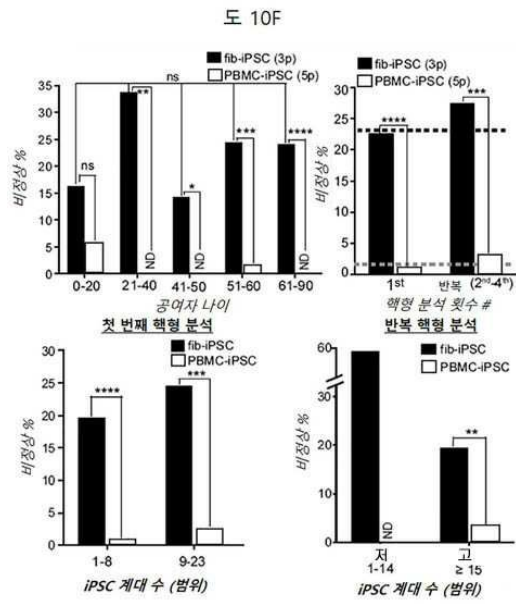 도 10F
fib-iPSC (3p)
PBMC-iPSC (5p)
비정상 %
35
30
25
20
15
10
5
0
ns
ns
**
*
***
****
ND
ND
ND
0-20
21-40
41-50
51-60
61-90
공여자 나이
fib-iPSC (3p)
PBMC-iPSC (5p)
비정상 %
30
25
20
15
10
5
0
****
***
1st
반복 (2nd-4th)
핵형 분석 횟수 #
첫 번째 핵형 분석
fib-iPSC
PBMC-iPSC
비정상 %
30
25
20
15
10
5
0
****
***
1-8
9-23
iPSC 계대 수 (범위)
반복 핵형 분석
fib-iPSC
PBMC-iPSC
비정상 %
60
30
20
10
0
ND
**
저
1-14
고
≥ 15
iPSC 계대 수 (범위)